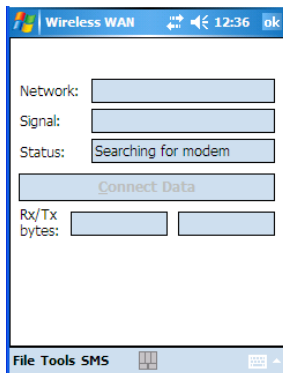 Wireless WAN 12:36 ok
Network:
Signal:
Status: Searching for modem
Connect Data
Rx/Tx
bytes:
File Tools SMS